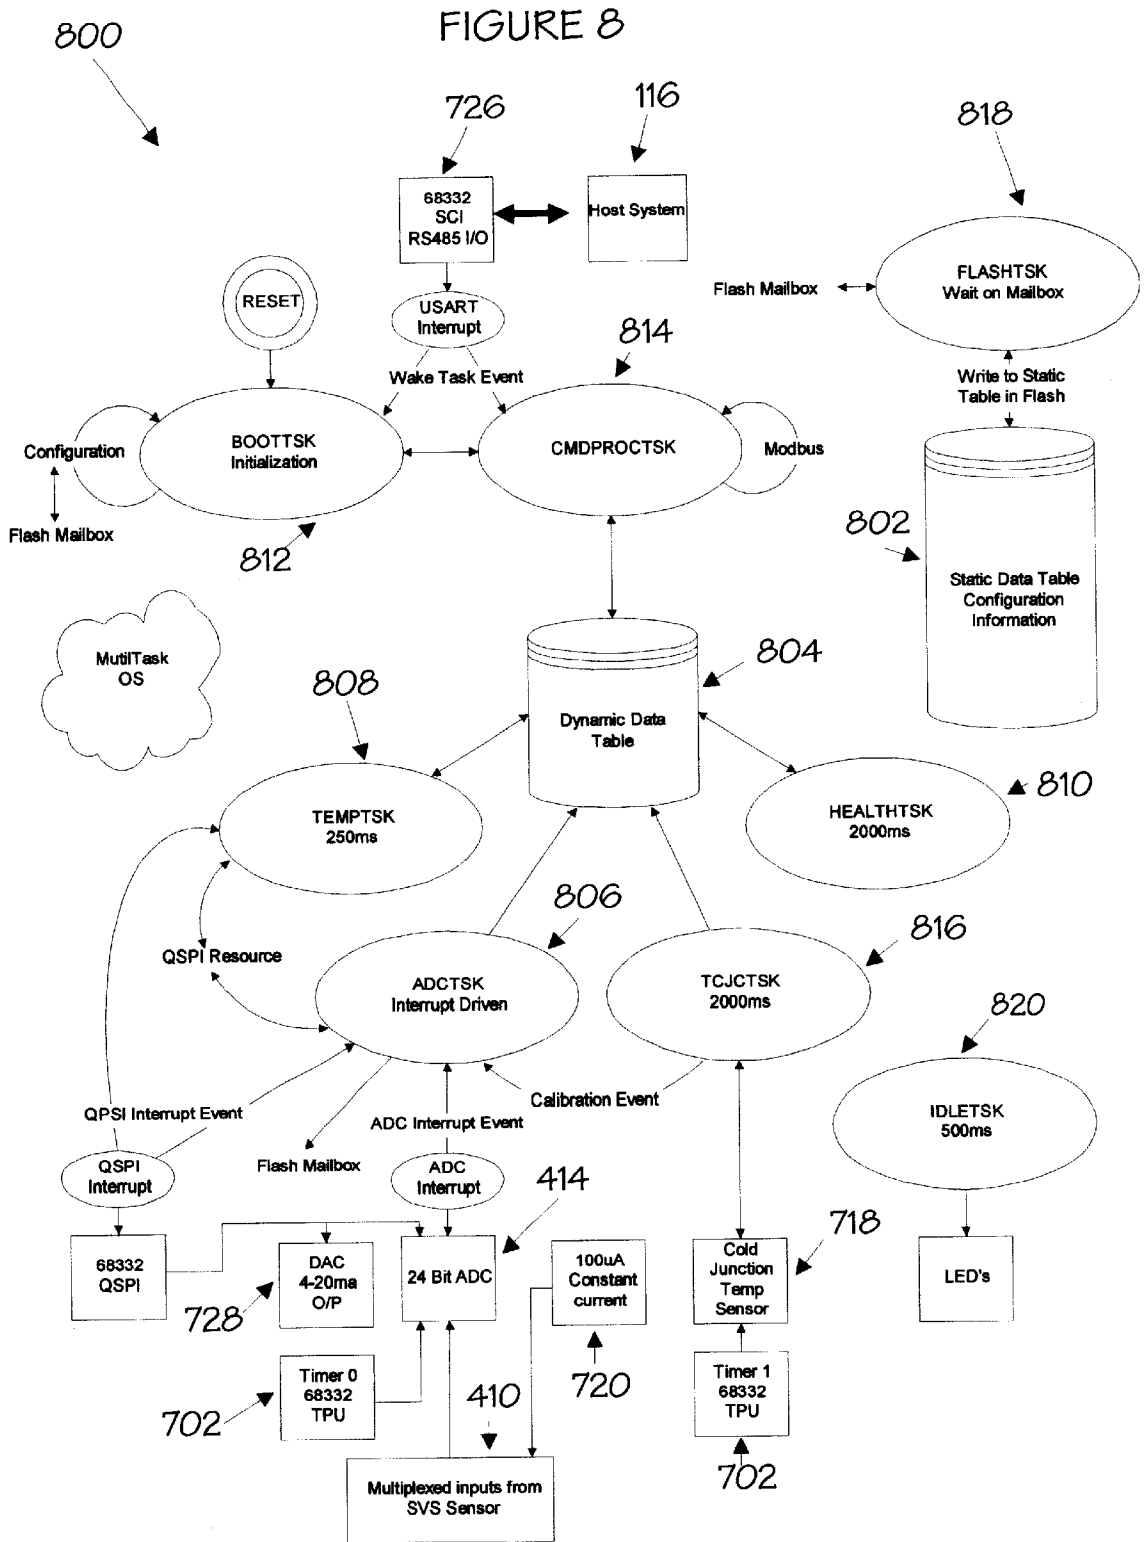 FIGURE 8
800
726
116
818
68332
SCI
RS485 I/O
Host System
FLASHTSK
Wait on Mailbox
Flash Mailbox
RESET
USART
Interrupt
814
Wake Task Event
Write to Static
Table in Flash
Configuration
BOOTTSK
Initialization
CMDPROCTSK
Modbus
Flash Mailbox
812
802
Static Data Table
Configuration
Information
MutilTask
OS
808
804
Dynamic Data
Table
810
TEMPTSK
250ms
HEALTHTSK
2000ms
806
816
QSPI Resource
ADCTSK
Interrupt Driven
TCJCTSK
2000ms
820
QPSI Interrupt Event
ADC Interrupt Event
Calibration Event
IDLETSK
500ms
QSPI
Interrupt
Flash Mailbox
ADC
Interrupt
414
718
68332
QSPI
DAC
4-20ma
O/P
24 Bit ADC
100uA
Constant
current
Cold
Junction
Temp
Sensor
LED's
728
Timer 0
68332
TPU
720
Timer 1
68332
TPU
702
410
702
Multiplexed inputs from
SVS Sensor